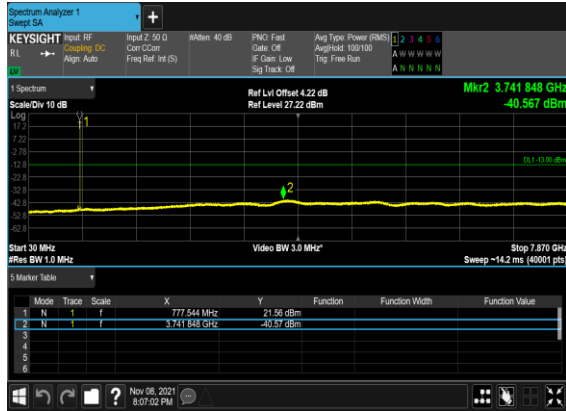 Spectrum Analyzer 1
Swept SA
+
KEYSIGHT Input: RF Input Z: 50 Ω #Atten: 40 dB PNO: Fast Avg Type: Power (RMS) 1 2 3 4 5 6
RL Coupling: DC Corr CCorr Gate: Off Avg|Hold: 100/100 A W W W W W
Align: Auto Freq Ref: Int (S) IF Gain: Low Trig: Free Run
LXI Sig Track: Off A N N N N N
1 Spectrum Ref Lvl Offset 4.22 dB Mkr2 3.741 848 GHz
Scale/Div 10 dB Ref Level 27.22 dBm -40.567 dBm
Log
17.2
7.22
-2.78
-12.8
-22.8
-32.8
-42.8
-52.8
-62.8
1
DL1 -13.00 dBm
2
Start 30 MHz Video BW 3.0 MHz* Stop 7.870 GHz
#Res BW 1.0 MHz Sweep ~14.2 ms (40001 pts)
5 Marker Table
Mode Trace Scale X Y Function Function Width Function Value
1 N 1 f 777.544 MHz 21.56 dBm
2 N 1 f 3.741 848 GHz -40.57 dBm
3
4
5
6
? Nov 08, 2021
8:07:02 PM